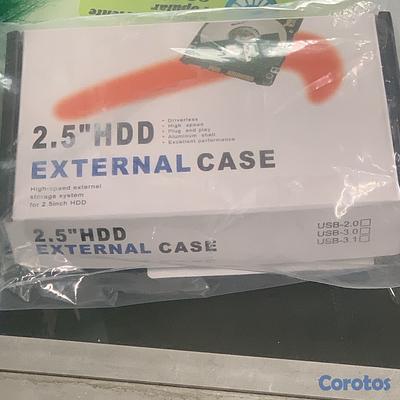 Popular
2.5"HDD
EXTERNAL CASE
• Driverless
• High speed
• Plug and play
• Aluminum shell
• Excellent performance
High-speed external
storage system
for 2.5inch HDD
2.5"HDD
EXTERNAL CASE
USB-2.0
USB-3.0
USB-3.1
Corotos